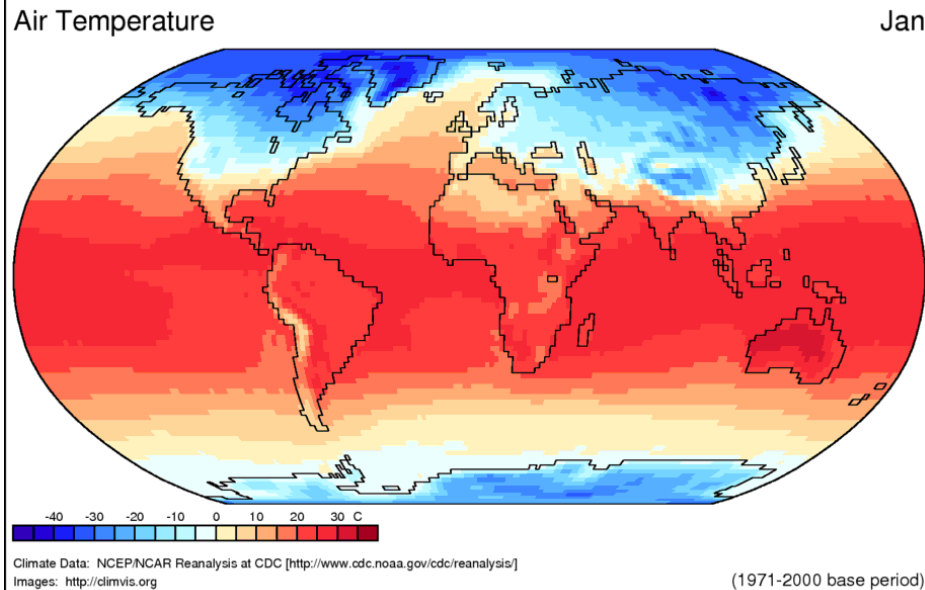 Air Temperature
Jan
-40 -30 -20 -10 0 10 20 30 C
Climate Data: NCEP/NCAR Reanalysis at CDC [http://www.cdc.noaa.gov/cdc/reanalysis/]
Images: http://climvis.org
(1971-2000 base period)